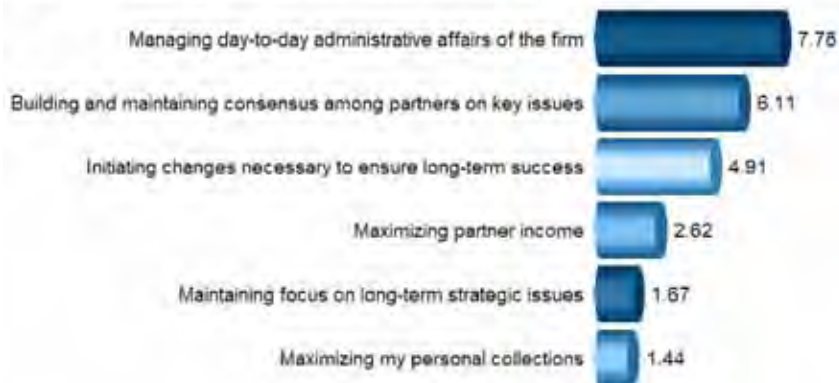 Managing day-to-day administrative affairs of the firm
Building and maintaining consensus among partners on key issues 6.11
Initiating changes necessary to ensure long-term success 4.91
Maximizing partner income 2.62
Maintaining focus on long-term strategic issues 1.67
Maximizing my personal collections 1.44